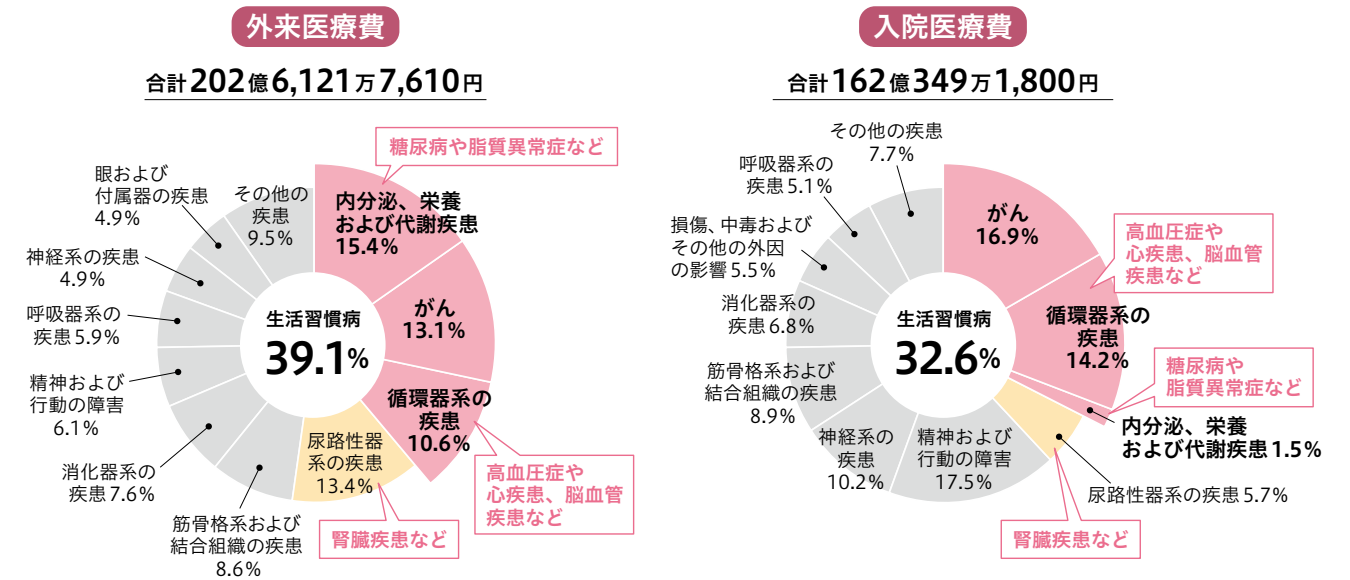 外来医療費
合計202億6,121万7,610円
糖尿病や脂質異常症など
内分泌、栄養
および代謝疾患
15.4%
がん
13.1%
循環器系の
疾患
10.6%
高血圧症や
心疾患、脳血管
疾患など
尿路性器
系の疾患
13.4%
腎臓疾患など
筋骨格系および
結合組織の疾患
8.6%
消化器系の
疾患7.6%
精神および
行動の障害
6.1%
呼吸器系の
疾患5.9%
神経系の疾患
4.9%
眼および
付属器の疾患
4.9%
その他の
疾患
9.5%
生活習慣病
39.1%
入院医療費
合計162億349万1,800円
がん
16.9%
高血圧症や
心疾患、脳血管
疾患など
循環器系の
疾患
14.2%
糖尿病や
脂質異常症など
内分泌、栄養
および代謝疾患1.5%
尿路性器系の疾患5.7%
腎臓疾患など
精神および
行動の障害
17.5%
神経系の
疾患
10.2%
筋骨格系および
結合組織の疾患
8.9%
消化器系の
疾患6.8%
損傷、中毒および
その他の外因
の影響5.5%
呼吸器系の
疾患5.1%
その他の疾患
7.7%
生活習慣病
32.6%